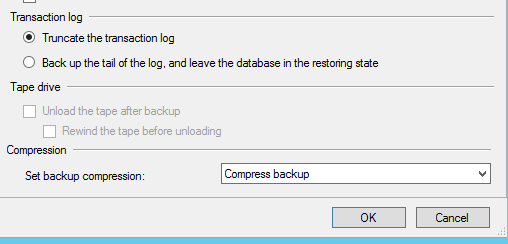 Transaction log
Truncate the transaction log
Back up the tail of the log, and leave the database in the restoring state
Tape drive
Unload the tape after backup
Rewind the tape before unloading
Compression
Set backup compression:
Compress backup
OK
Cancel